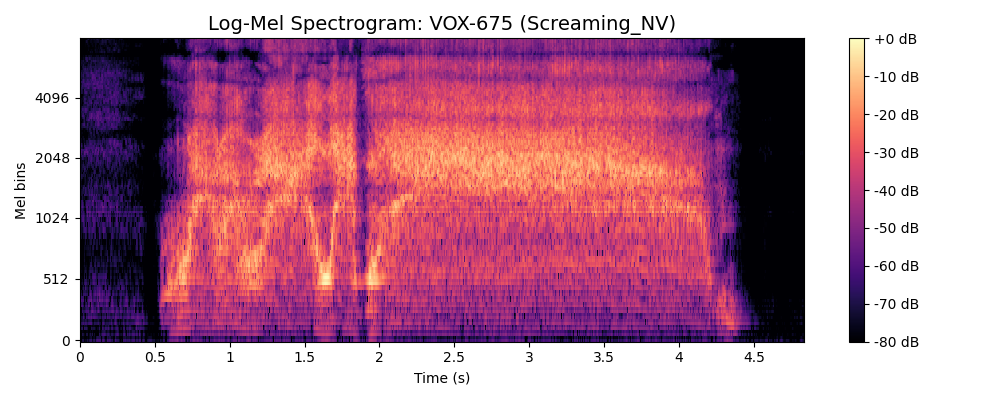 Log-Mel Spectrogram: VOX-675 (Screaming_NV)
Mel bins
4096
2048
1024
512
0
0 0.5 1 1.5 2 2.5 3 3.5 4 4.5
Time (s)
+0 dB
-10 dB
-20 dB
-30 dB
-40 dB
-50 dB
-60 dB
-70 dB
-80 dB